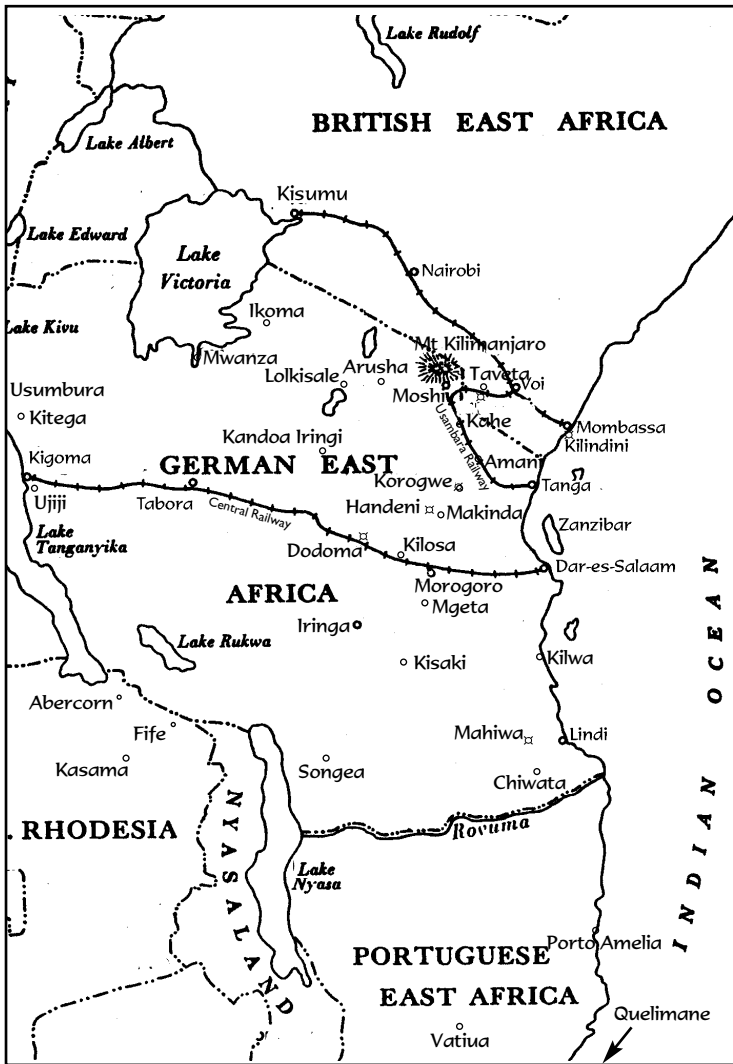 Lake Rudolf
BRITISH EAST AFRICA
Lake Albert
Kisumu
Lake Edward
Lake
Victoria
Nairobi
Ikoma
Lake Kivu
Mt Kilimanjaro
Mwanza
Arusha
Lolkisale
Taveta
Voi
Moshi
Usumbura
Kitega
Kahe
Mombassa
Kilindini
Kandoa Iringi
Usambara Railway
Kigoma
GERMAN EAST
Amani
Ujiji
Tabora
Central Railway
Korogwe
Tanga
Handeni
Makinda
Zanzibar
Lake
Tanganyika
Dodoma
Kilosa
Dar-es-Salaam
Morogoro
AFRICA
Mgeta
Iringa
Lake Rukwa
Kisaki
Kilwa
Abercorn
Fife
Mahiwa
Lindi
Kasama
Songea
Chiwata
RHODESIA
NYASALAND
Rovuma
Lake
Nyasa
INDIAN OCEAN
Porto Amelia
PORTUGUESE
EAST AFRICA
Quelimane
Vatiua